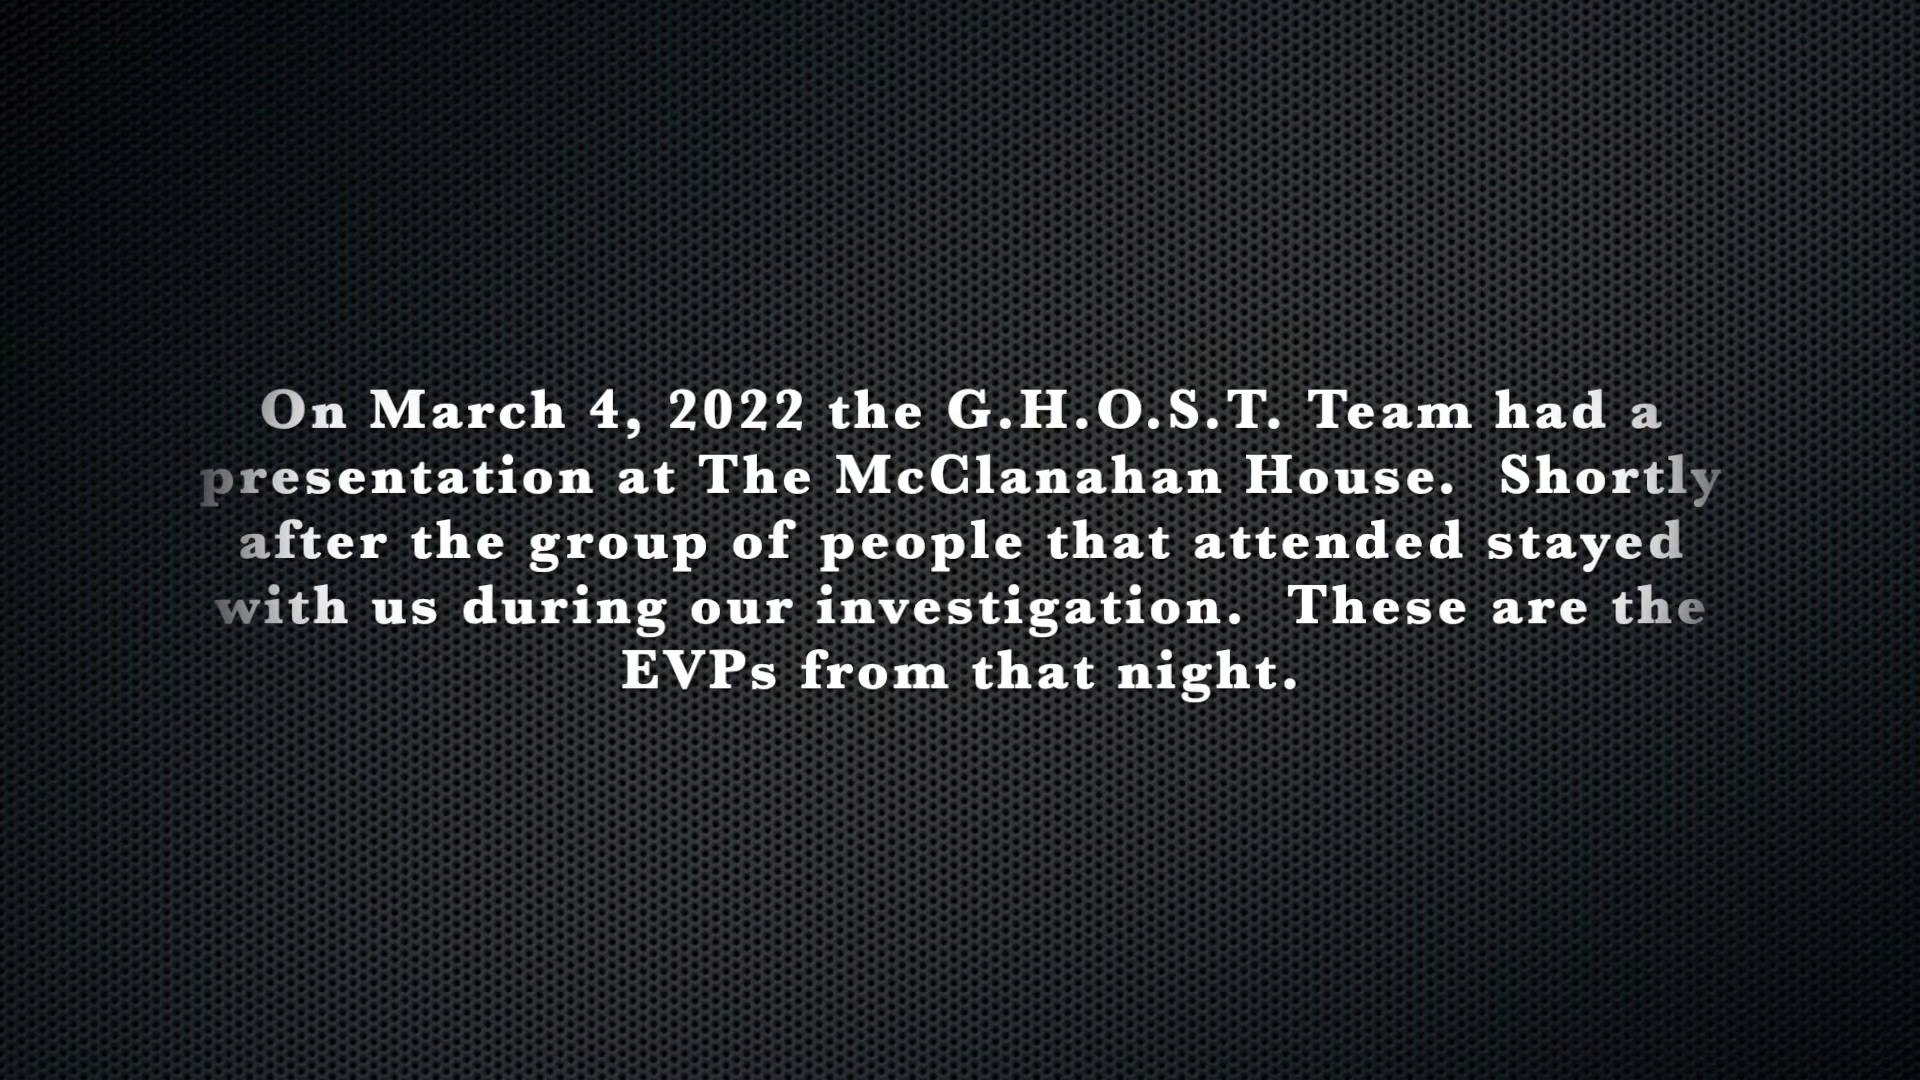 On March 4, 2022 the G.H.O.S.T. Team had a
presentation at The McClanahan House.  Shortly
after the group of people that attended stayed
with us during our investigation.  These are the
EVPs from that night.